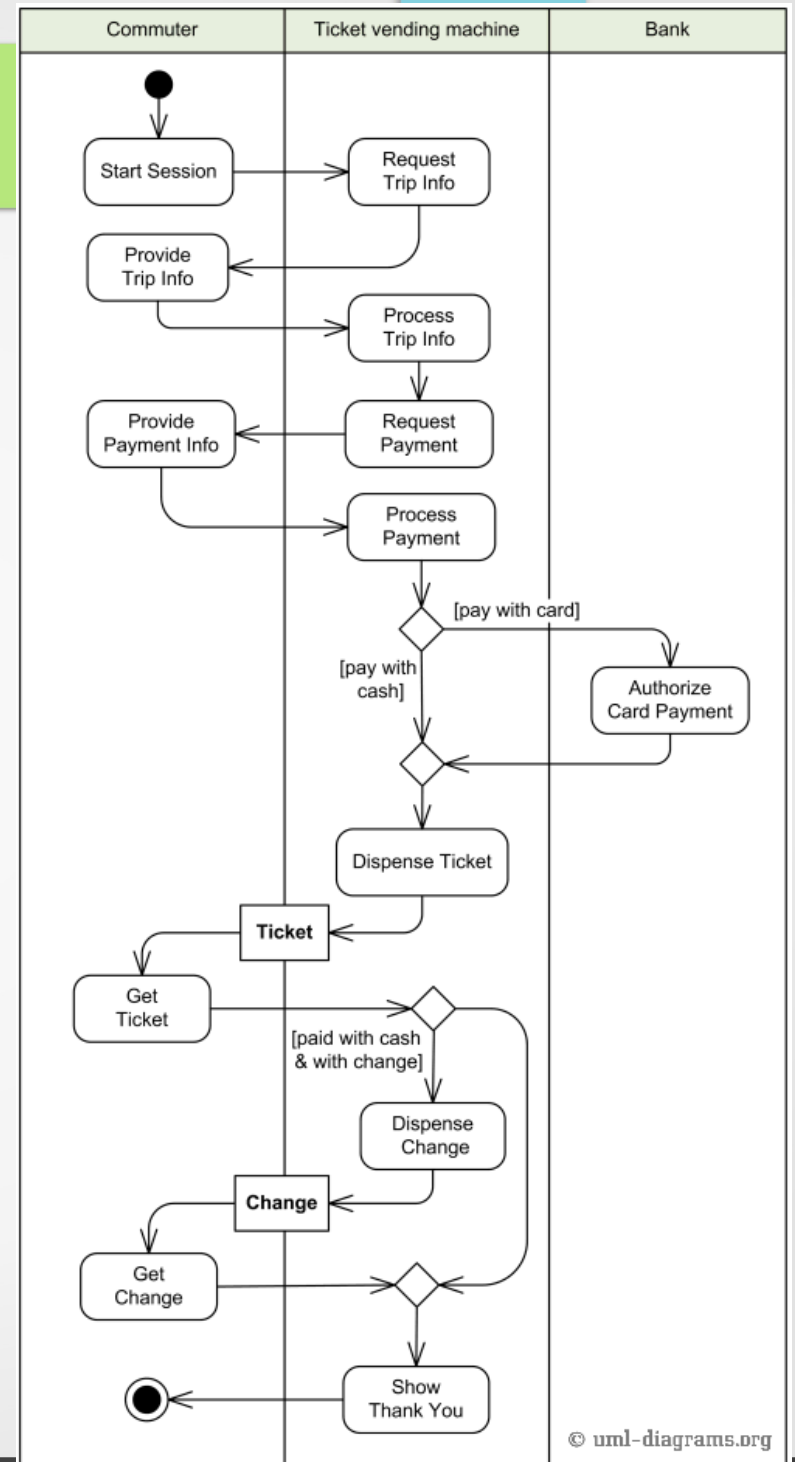 Commuter
Ticket vending machine
Bank
Start Session
Request
Trip Info
Provide
Trip Info
Process
Trip Info
Provide
Payment Info
Request
Payment
Process
Payment
[pay with card]
[pay with
cash]
Authorize
Card Payment
Dispense Ticket
Ticket
Get
Ticket
[paid with cash
& with change]
Dispense
Change
Change
Get
Change
Show
Thank You
© uml-diagrams.org